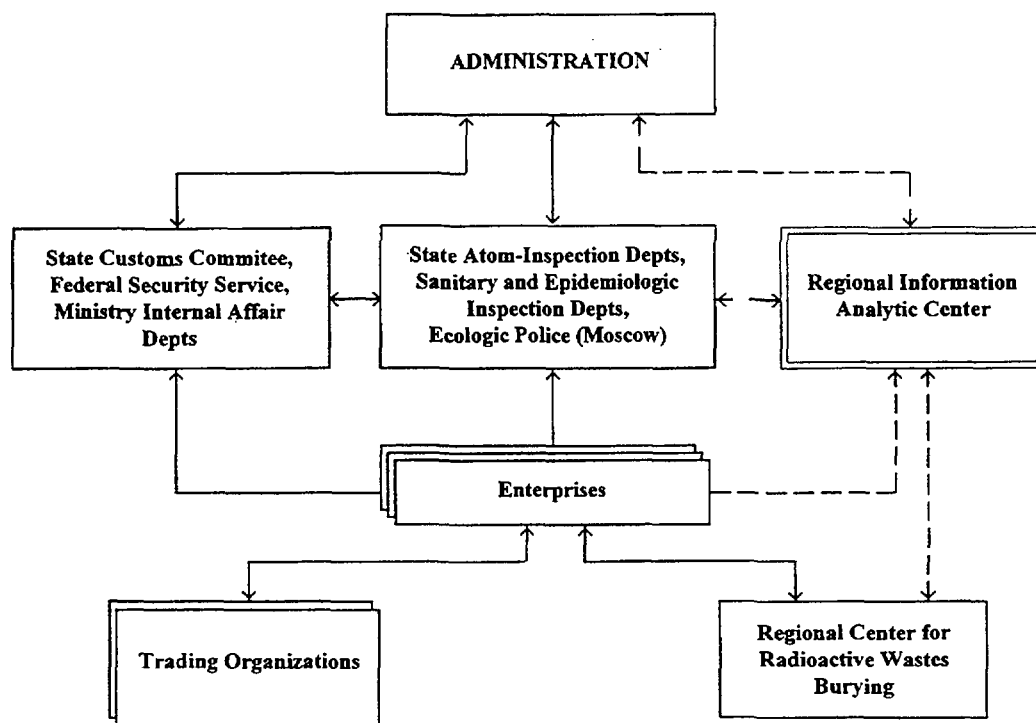 ADMINISTRATION
State Customs Commitee,
Federal Security Service,
Ministry Internal Affair
Depts
State Atom-Inspection Depts,
Sanitary and Epidemiologic
Inspection Depts,
Ecologic Police (Moscow)
Regional Information
Analytic Center
Enterprises
Trading Organizations
Regional Center for
Radioactive Wastes
Burying